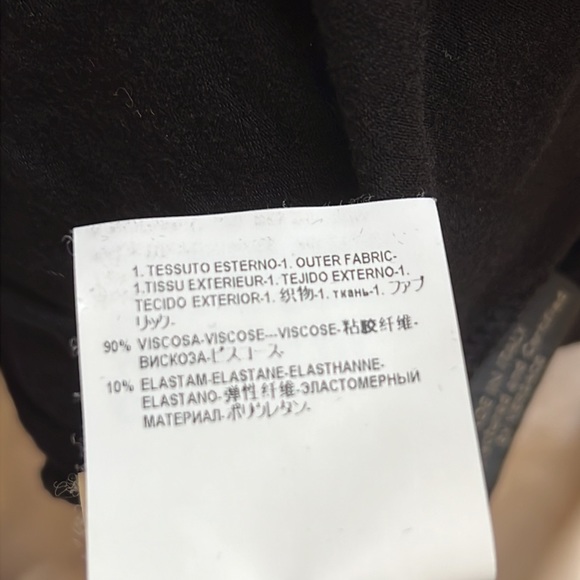 1. TESSUTO ESTERNO-1. OUTER FABRIC-
1.TISSU EXTERIEUR-1. TEJIDO EXTERNO-1.
TECIDO EXTERIOR-1. 织物-1. ткань-1. ファブ
リック-
90% VISCOSA-VISCOSE---VISCOSE-粘胶纤维-
ВИСКОЗА-ビスコース
10% ELASTAM-ELASTANE-ELASTHANNE-
ELASTANO-弹性纤维-ЭЛАСТОМЕРНЫЙ
МАТЕРИАЛ-ポリウレタン-